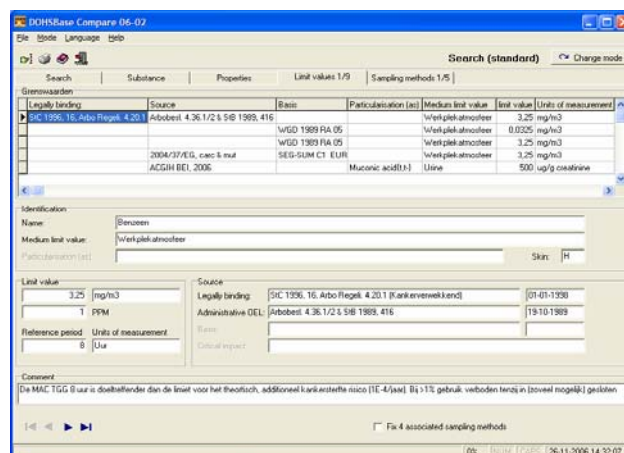 DOHSBase Compare 06-02
File Mode Language Help
Search (standard) Change mode
Search Substance Properties Limit values 1/9 Sampling methods 1/5
Grenswaarden
Legally binding: Source Basis Particularisation (as) Medium limit value limit value Units of measurement
StC 1996, 16, Arbo Regeli. 4.20.1 Arbobesl. 4.36.1/2 & StB 1989, 416 Werkplekatmosfeer 3,25 mg/m3
WGD 1989 RA 05 Werkplekatmosfeer 0,0325 mg/m3
WGD 1989 RA 05 Werkplekatmosfeer 3,25 mg/m3
2004/37/EG, carc & mut SEG-SUM C1 EUR Werkplekatmosfeer 3,25 mg/m3
ACGIH BEI, 2006 Muconic acid(t,t-) Urine 500 ug/g creatinine
Identification
Name: Benzeen
Medium limit value: Werkplekatmosfeer
Particularisation (as): Skin: H
Limit value Source
3,25 mg/m3 Legally binding: StC 1996, 16, Arbo Regeli. 4.20.1 (Kankerverwekkend) 01-01-1998
1 PPM Administrative OEL: Arbobesl. 4.36.1/2 & StB 1989, 416 19-10-1989
Reference period Units of measurement Basis:
8 Uur Critical impact:
Comment
De MAC TGG 8 uur is doeltreffender dan de limiet voor het theoretisch, additioneel kankersterfte risico (1E-4/jaar). Bij >1% gebruik verboden tenzij in (zoveel mogelijk) gesloten
Fix 4 associated sampling methods
0% NUM CAPS 26-11-2006 14:32:02